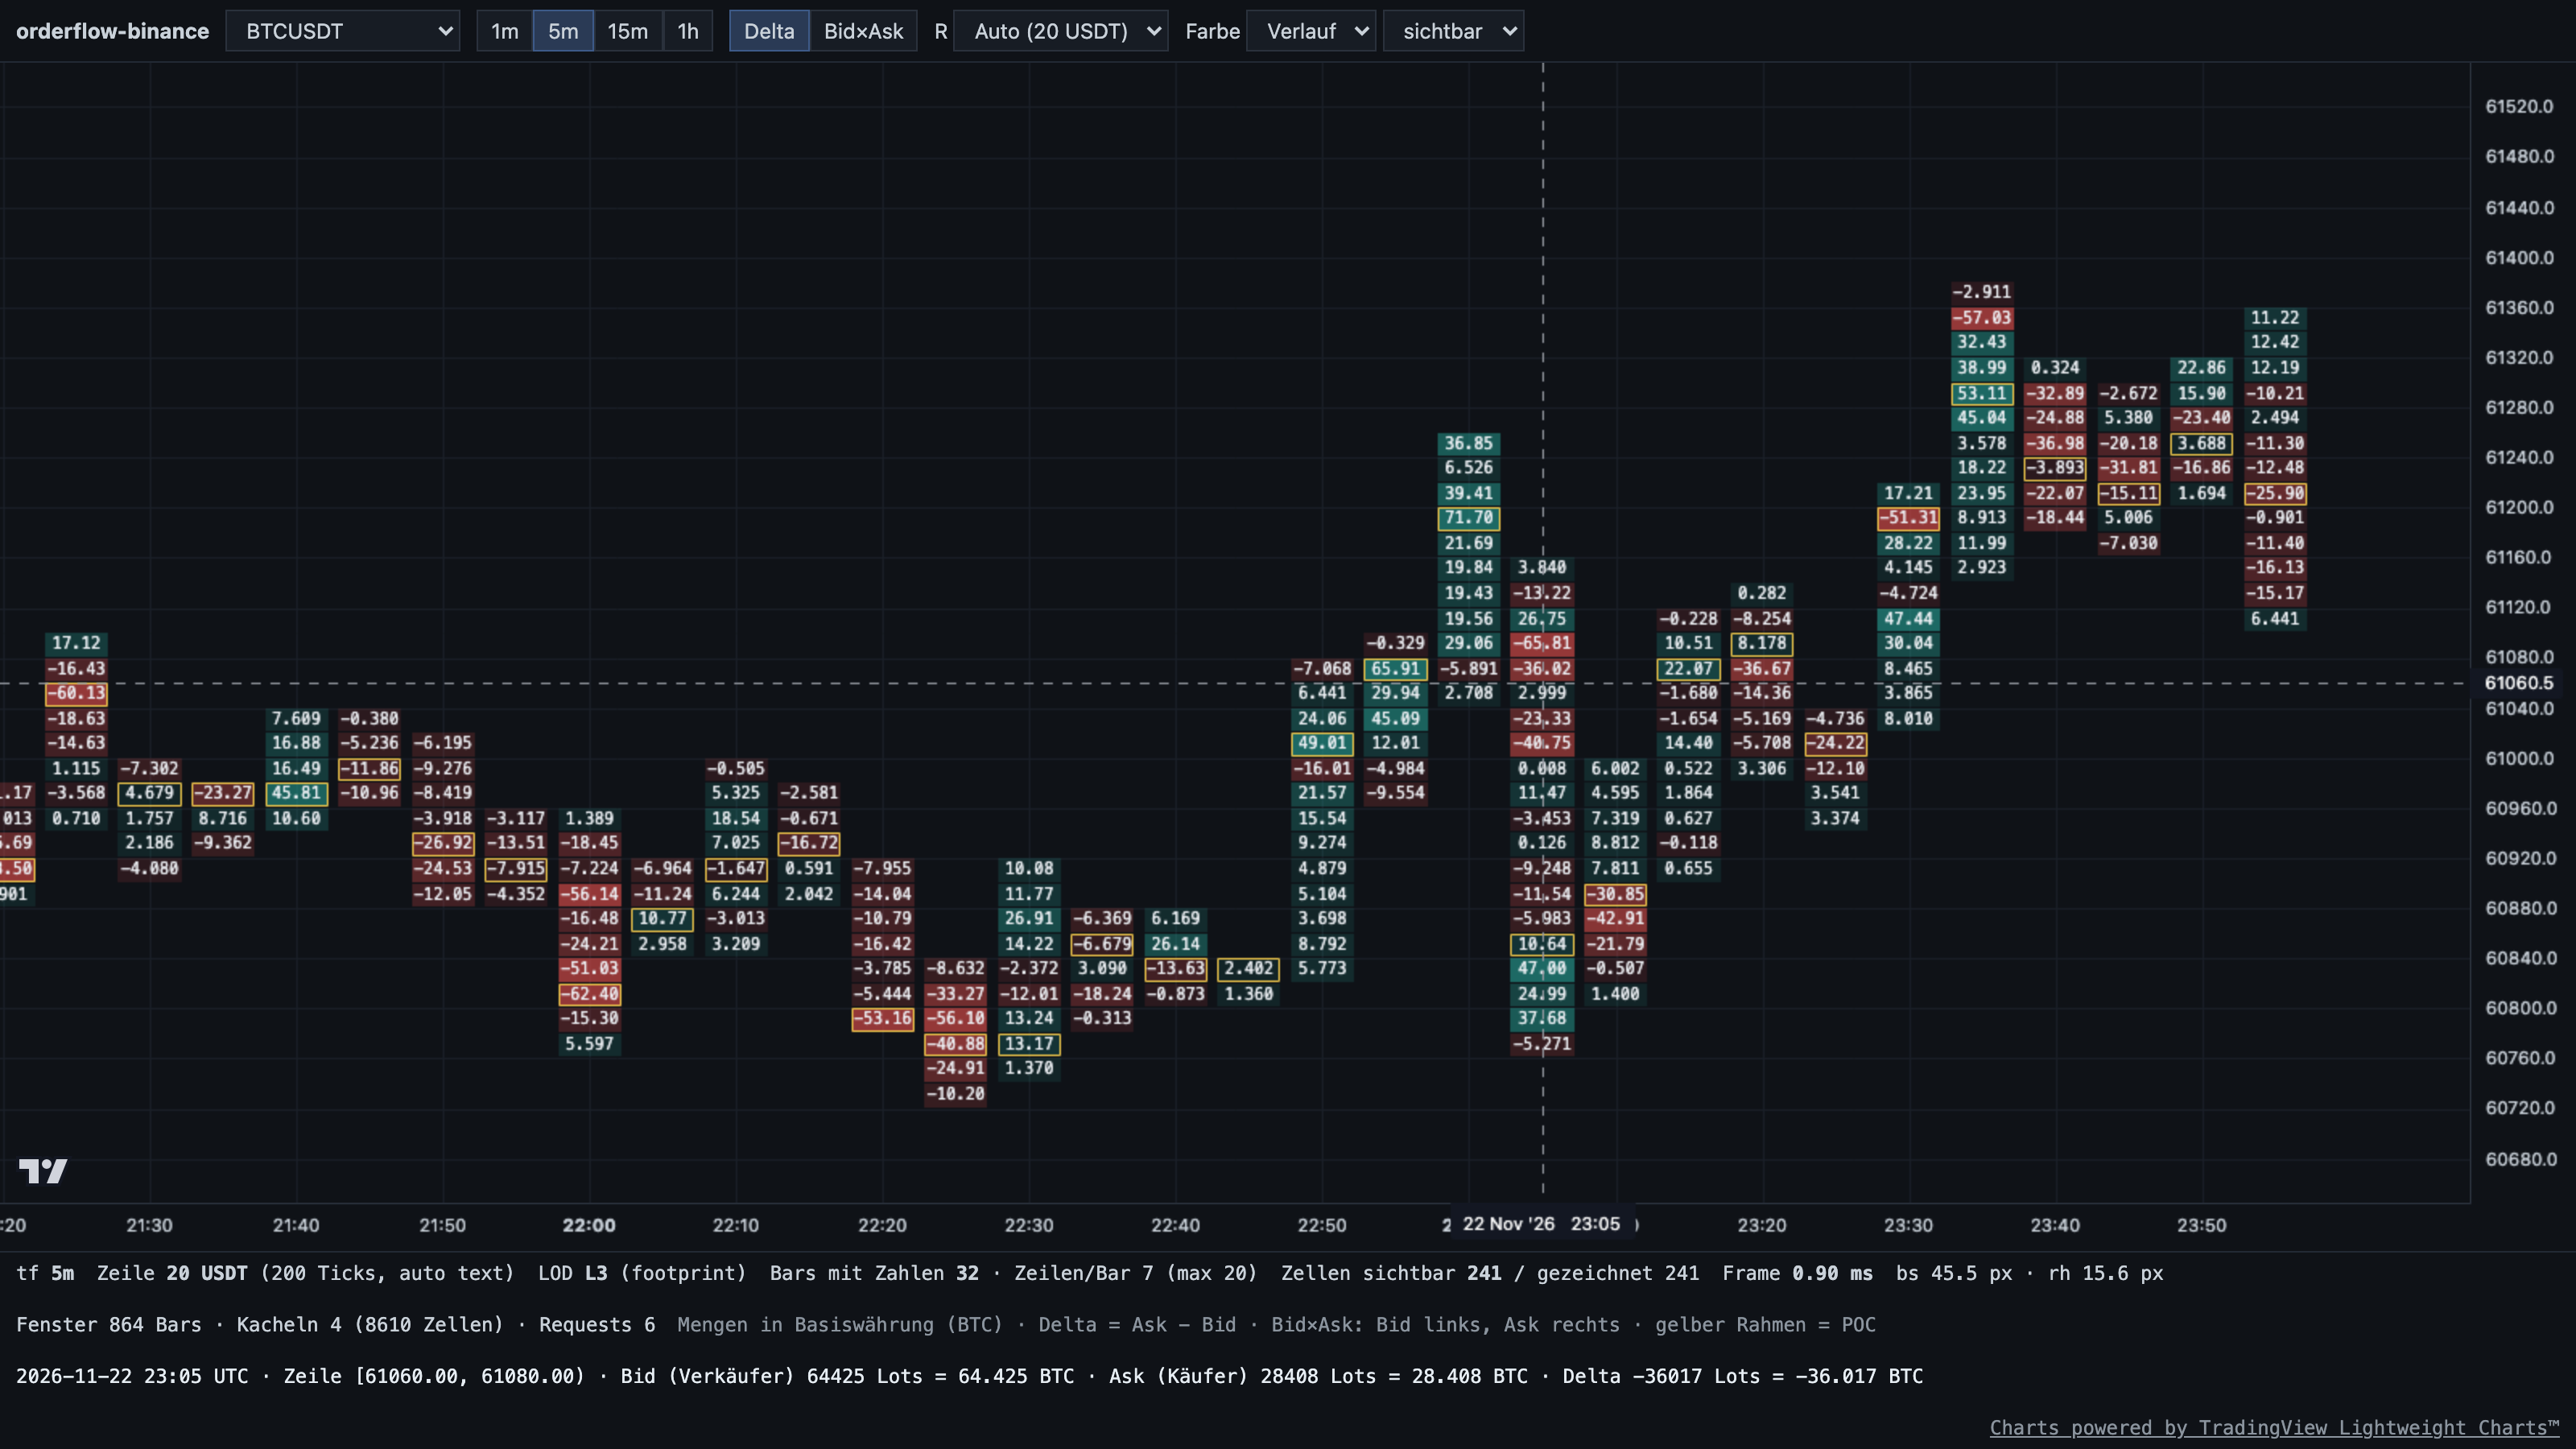 orderflow-binance BTCUSDT 1m 5m 15m 1h Delta Bid×Ask R Auto (20 USDT) Farbe Verlauf sichtbar
61520.0
61480.0
61440.0
61400.0
−2.911
−57.03 11.22 61360.0
32.43 12.42
38.99 0.324 22.86 12.19 61320.0
53.11 −32.89 −2.672 15.90 −10.21
45.04 −24.88 5.380 −23.40 2.494 61280.0
36.85 3.578 −36.98 −20.18 3.688 −11.30
6.526 18.22 −3.893 −31.81 −16.86 −12.48 61240.0
39.41 17.21 23.95 −22.07 −15.11 1.694 −25.90
71.70 −51.31 8.913 −18.44 5.006 −0.901 61200.0
21.69 28.22 11.99 −7.030 −11.40
19.84 3.840 4.145 2.923 −16.13 61160.0
19.43 −13.22 0.282 −4.724 −15.17
19.56 26.75 −0.228 −8.254 47.44 6.441 61120.0
17.12 −0.329 29.06 −65.81 10.51 8.178 30.04
−16.43 −7.068 65.91 −5.891 −36.02 22.07 −36.67 8.465 61080.0
−60.13 6.441 29.94 2.708 2.999 −1.680 −14.36 3.865 61060.5
−18.63 7.609 −0.380 24.06 45.09 −23.33 −1.654 −5.169 −4.736 8.010 61040.0
−14.63 16.88 −5.236 −6.195 49.01 12.01 −40.75 14.40 −5.708 −24.22
1.115 −7.302 16.49 −11.86 −9.276 −0.505 −16.01 −4.984 0.008 6.002 0.522 3.306 −12.10 61000.0
.17 −3.568 4.679 −23.27 45.81 −10.96 −8.419 5.325 −2.581 21.57 −9.554 11.47 4.595 1.864 3.541
013 0.710 1.757 8.716 10.60 −3.918 −3.117 1.389 18.54 −0.671 15.54 −3.453 7.319 0.627 3.374 60960.0
.69 2.186 −9.362 −26.92 −13.51 −18.45 7.025 −16.72 9.274 0.126 8.812 −0.118
.50 −4.080 −24.53 −7.915 −7.224 −6.964 −1.647 0.591 −7.955 10.08 4.879 −9.248 7.811 0.655 60920.0
901 −12.05 −4.352 −56.14 −11.24 6.244 2.042 −14.04 11.77 5.104 −11.54 −30.85
−16.48 10.77 −3.013 −10.79 26.91 −6.369 6.169 3.698 −5.983 −42.91 60880.0
−24.21 2.958 3.209 −16.42 14.22 −6.679 26.14 8.792 10.64 −21.79
−51.03 −3.785 −8.632 −2.372 3.090 −13.63 2.402 5.773 47.00 −0.507 60840.0
−62.40 −5.444 −33.27 −12.01 −18.24 −0.873 1.360 24.99 1.400
−15.30 −53.16 −56.10 13.24 −0.313 37.68 60800.0
5.597 −40.88 13.17 −5.271
−24.91 1.370 60760.0
−10.20
60720.0
60680.0
:20 21:30 21:40 21:50 22:00 22:10 22:20 22:30 22:40 22:50 22 Nov '26 23:05 23:20 23:30 23:40 23:50
tf 5m Zeile 20 USDT (200 Ticks, auto text) LOD L3 (footprint) Bars mit Zahlen 32 · Zeilen/Bar 7 (max 20) Zellen sichtbar 241 / gezeichnet 241 Frame 0.90 ms bs 45.5 px · rh 15.6 px
Fenster 864 Bars · Kacheln 4 (8610 Zellen) · Requests 6 Mengen in Basiswährung (BTC) · Delta = Ask − Bid · Bid×Ask: Bid links, Ask rechts · gelber Rahmen = POC
2026-11-22 23:05 UTC · Zeile [61060.00, 61080.00) · Bid (Verkäufer) 64425 Lots = 64.425 BTC · Ask (Käufer) 28408 Lots = 28.408 BTC · Delta −36017 Lots = −36.017 BTC
Charts powered by TradingView Lightweight Charts™